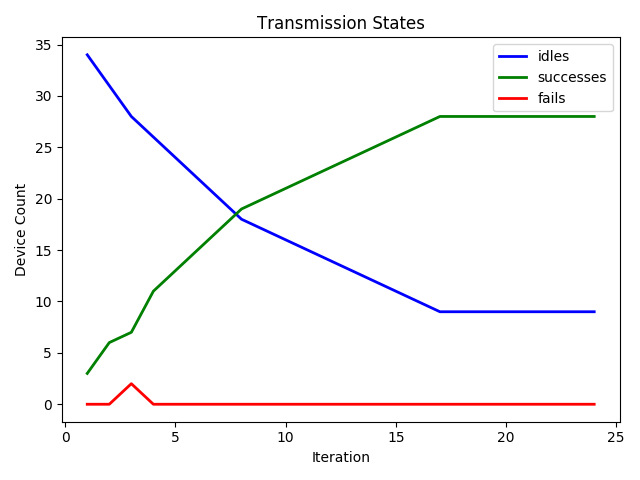 Transmission States
idles
successes
fails
Device Count
35
30
25
20
15
10
5
0
0 5 10 15 20 25
Iteration